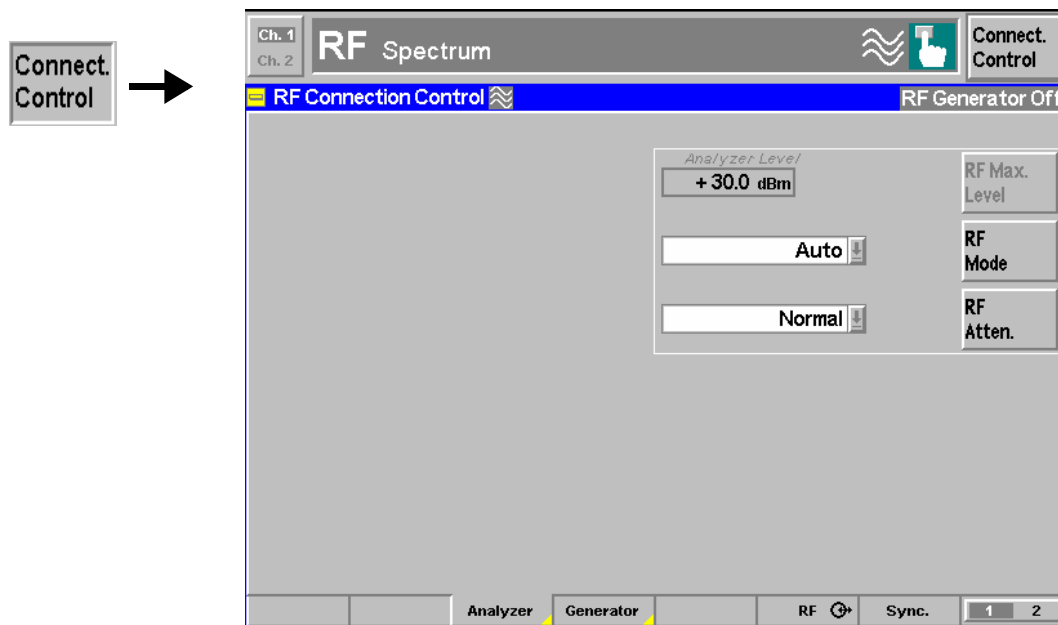 Connect.
Control
Ch. 1
Ch. 2
RF Spectrum
Connect.
Control
RF Connection Control
RF Generator Off
Analyzer Level
+ 30.0 dBm
RF Max.
Level
Auto
RF
Mode
Normal
RF
Atten.
Analyzer
Generator
RF
Sync.
1 2